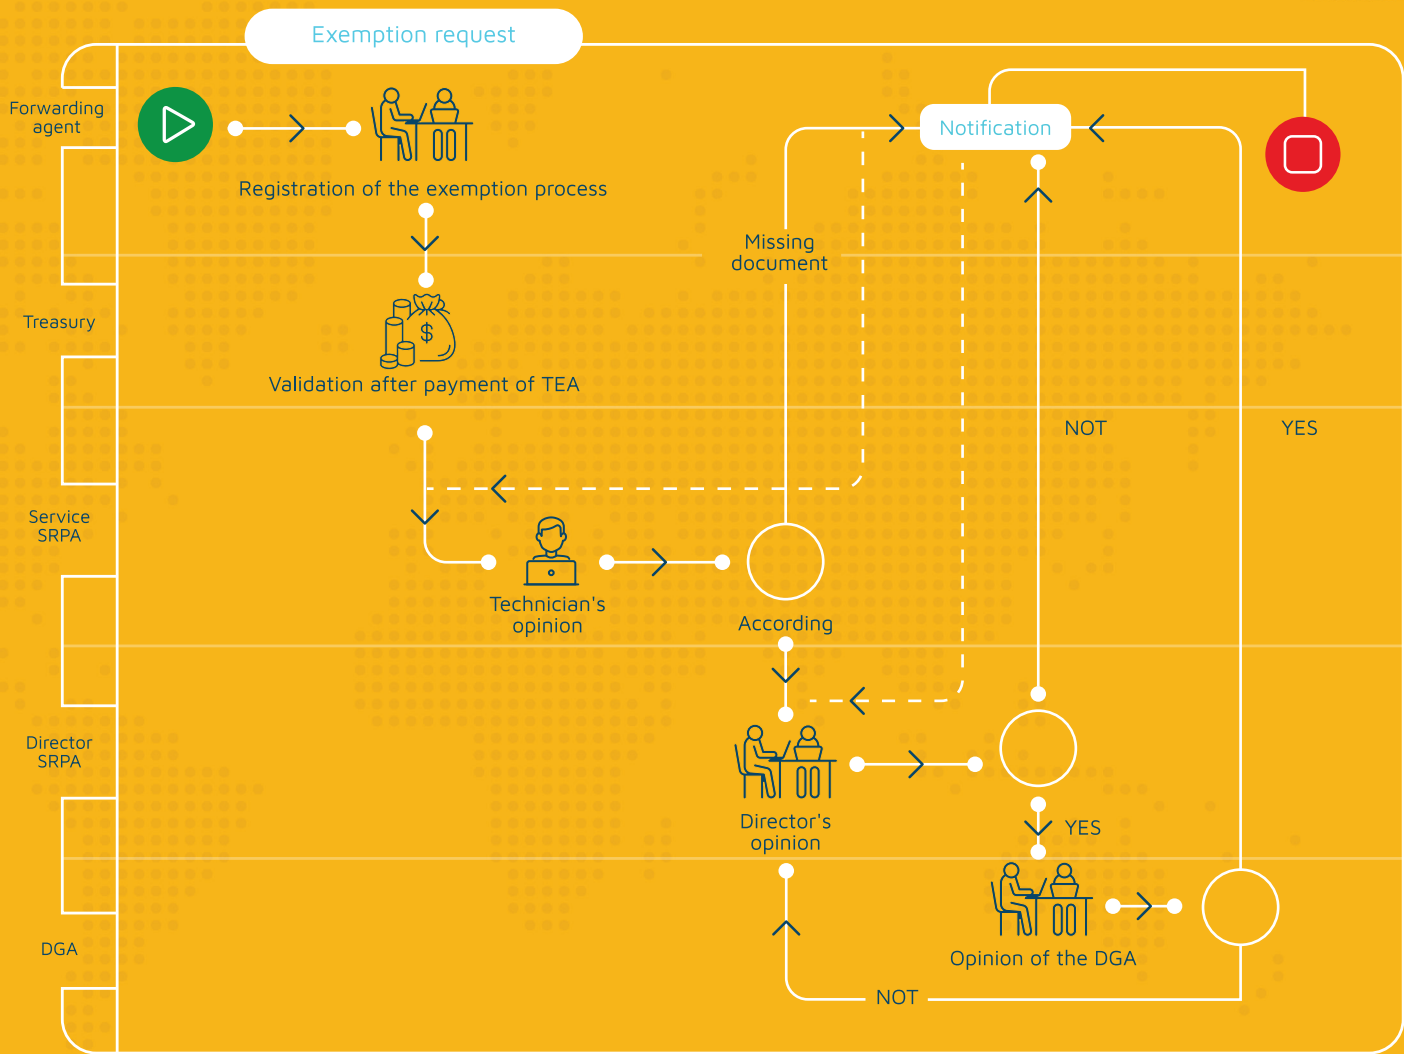 Exemption request
Forwarding
agent
Notification
Registration of the exemption process
Missing
document
Treasury
$
Validation after payment of TEA
NOT
YES
Service
SRPA
Technician's
opinion
According
Director
SRPA
Director's
opinion
YES
DGA
Opinion of the DGA
NOT